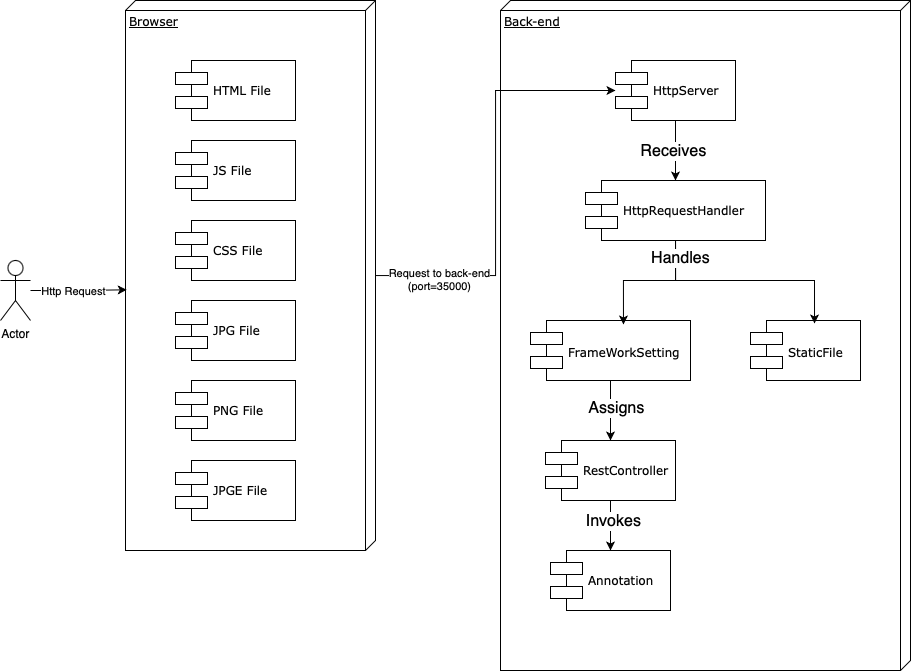 Browser
HTML File
JS File
CSS File
JPG File
PNG File
JPGE File
Http Request
Actor
Request to back-end
(port=35000)
Back-end
HttpServer
Receives
HttpRequestHandler
Handles
FrameWorkSetting
StaticFile
Assigns
RestController
Invokes
Annotation